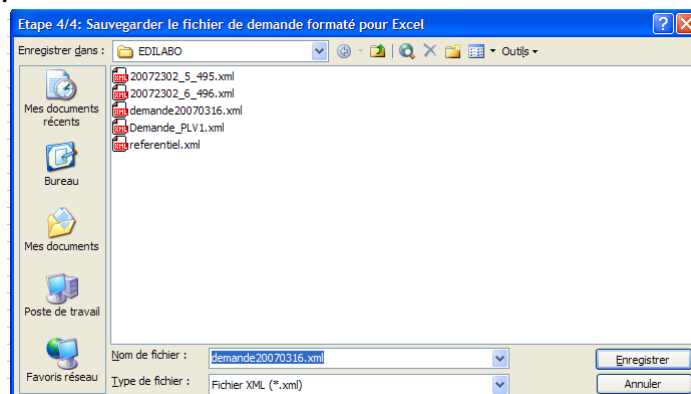 Etape 4/4: Sauvegarder le fichier de demande formaté pour Excel
Enregistrer dans :
EDILABO
Outils
20072302_5_495.xml
20072302_6_496.xml
demande20070316.xml
Demande_PLV1.xml
referentiel.xml
Mes documents
récents
Bureau
Mes documents
Poste de travail
Favoris réseau
Nom de fichier :
demande20070316.xml
Enregistrer
Type de fichier :
Fichier XML (*.xml)
Annuler